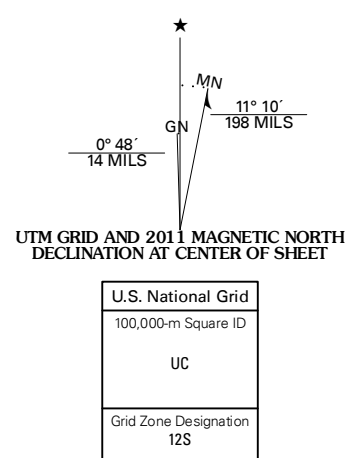 ★
MN
GN
11° 10´
198 MILS
0° 48´
14 MILS
UTM GRID AND 2011 MAGNETIC NORTH
DECLINATION AT CENTER OF SHEET
U.S. National Grid
100,000-m Square ID
UC
Grid Zone Designation
12S